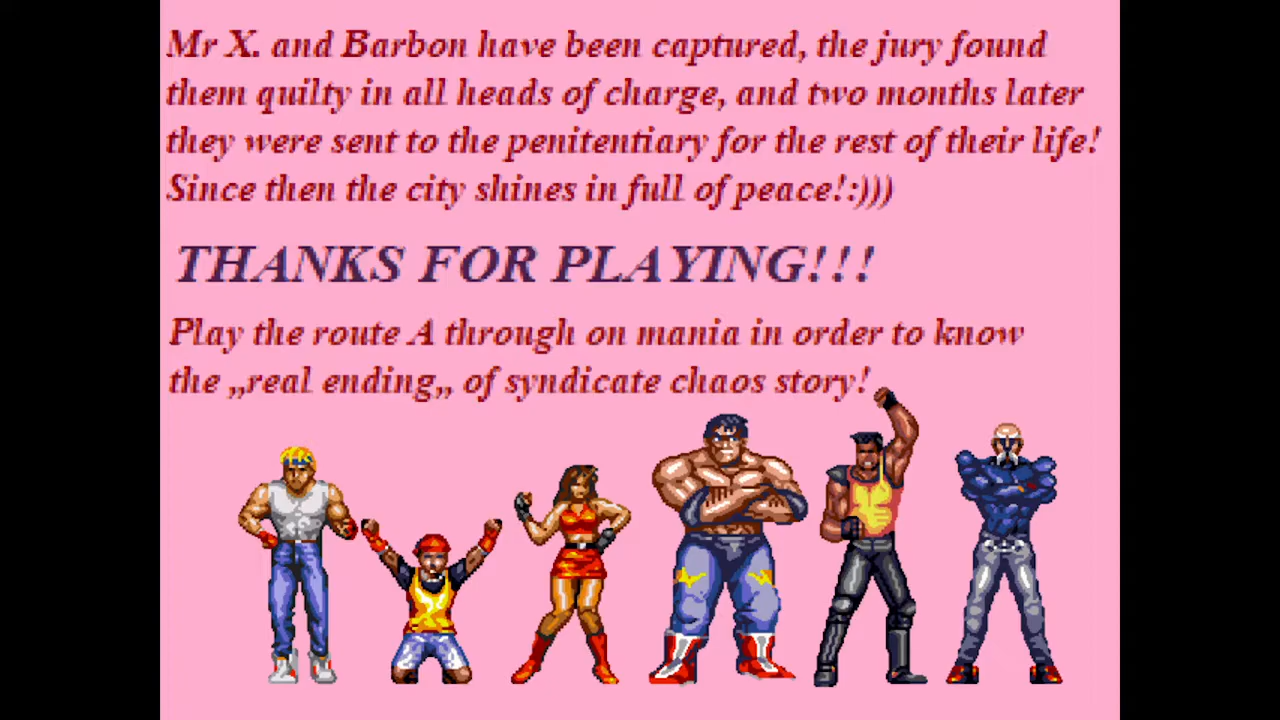 Mr X. and Barbon have been captured, the jury found
them quilty in all heads of charge, and two months later
they were sent to the penitentiary for the rest of their life!
Since then the city shines in full of peace!:)))
THANKS FOR PLAYING!!!
Play the route A through on mania in order to know
the „real ending„ of syndicate chaos story!